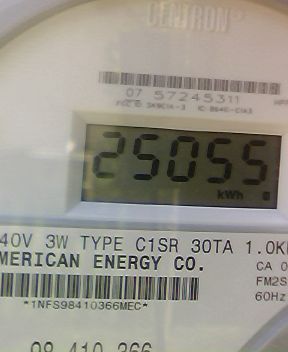 CENTRON
07 57245311
25055
kWh
40V 3W TYPE C1SR 30TA 1.0K
MERICAN ENERGY CO.
CA 0
FM2S
60Hz
*1NFS98410366MEC*
98 410 366